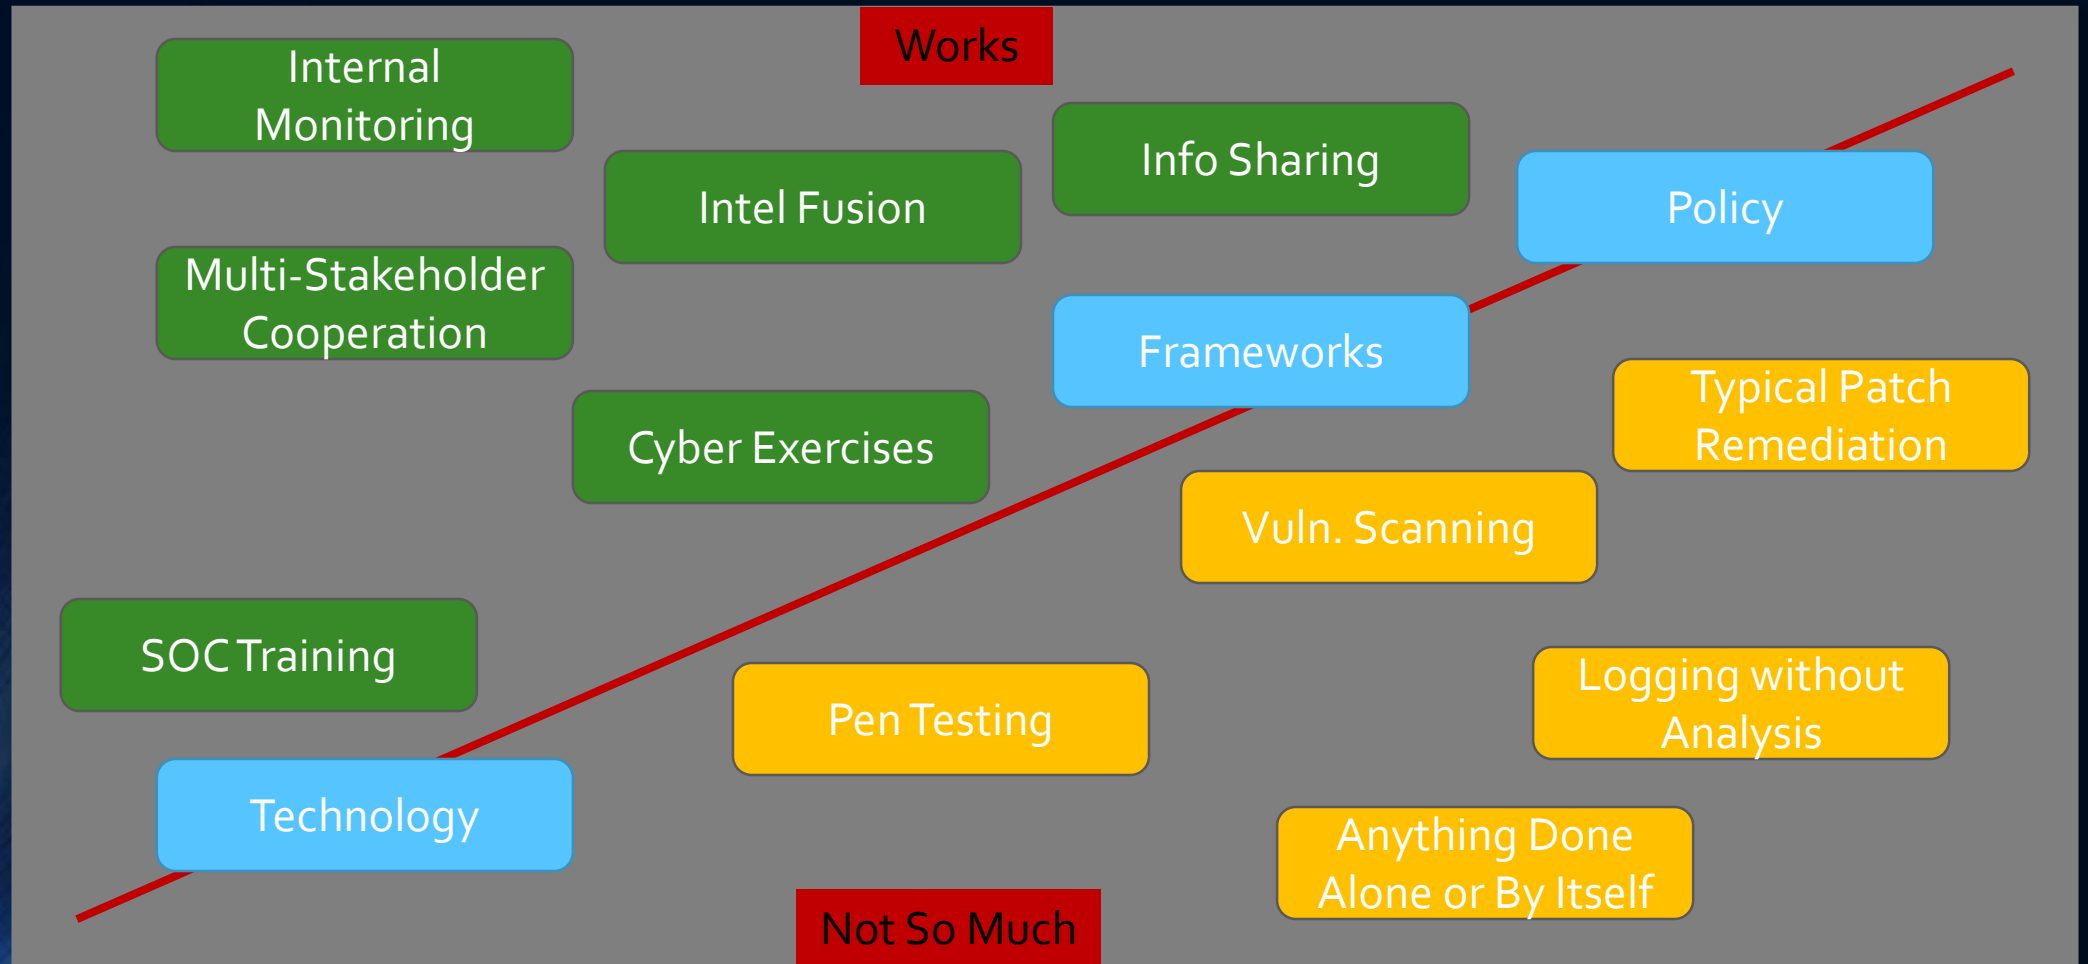 Works
Internal
Monitoring
Info Sharing
Intel Fusion
Policy
Multi-Stakeholder
Cooperation
Frameworks
Typical Patch
Remediation
Cyber Exercises
Vuln. Scanning
SOC Training
Logging without
Analysis
Pen Testing
Technology
Anything Done
Alone or By Itself
Not So Much